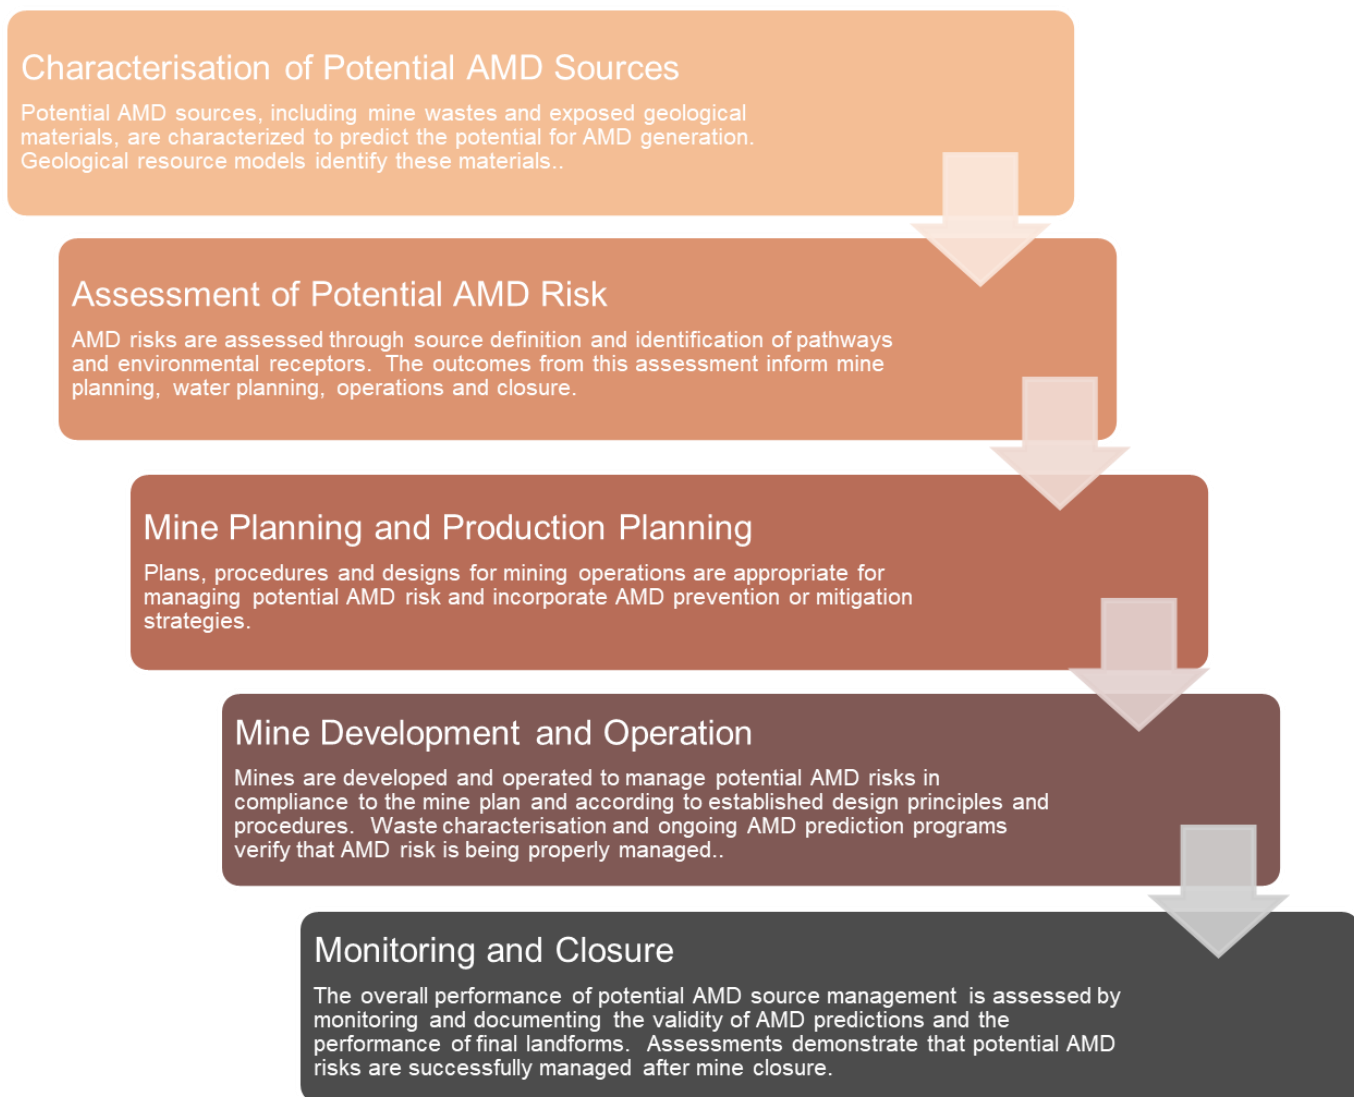 Characterisation of Potential AMD Sources
Potential AMD sources, including mine wastes and exposed geological
materials, are characterized to predict the potential for AMD generation.
Geological resource models identify these materials..
Assessment of Potential AMD Risk
AMD risks are assessed through source definition and identification of pathways
and environmental receptors. The outcomes from this assessment inform mine
planning, water planning, operations and closure.
Mine Planning and Production Planning
Plans, procedures and designs for mining operations are appropriate for
managing potential AMD risk and incorporate AMD prevention or mitigation
strategies.
Mine Development and Operation
Mines are developed and operated to manage potential AMD risks in
compliance to the mine plan and according to established design principles and
procedures. Waste characterisation and ongoing AMD prediction programs
verify that AMD risk is being properly managed..
Monitoring and Closure
The overall performance of potential AMD source management is assessed by
monitoring and documenting the validity of AMD predictions and the
performance of final landforms. Assessments demonstrate that potential AMD
risks are successfully managed after mine closure.